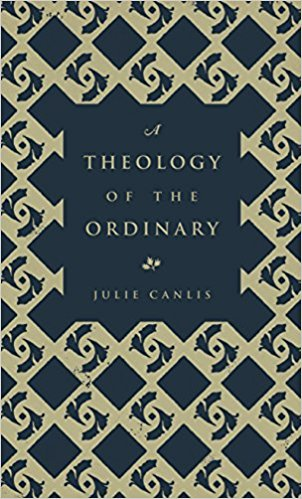 A
THEOLOGY
OF THE
ORDINARY
JULIE CANLIS